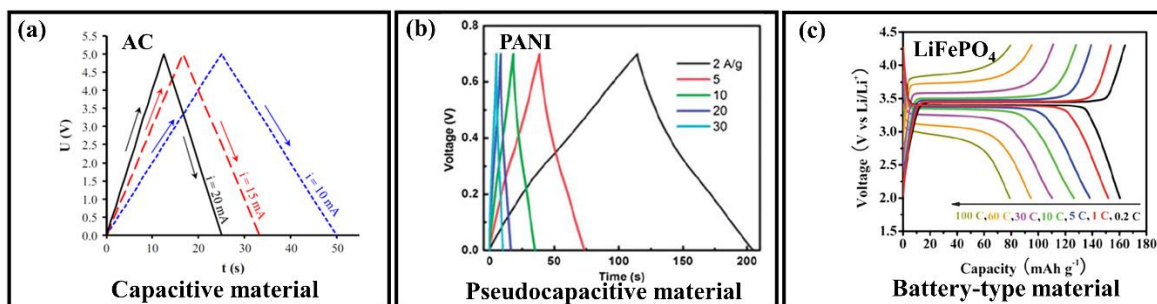 (a)
AC
U (V)
5.5
5.0
4.5
4.0
3.5
3.0
2.5
2.0
1.5
1.0
0.5
0.0
i = 20 mA
i = 15 mA
i = 10 mA
0 10 20 30 40 50
t (s)
Capacitive material
(b)
PANI
Voltage (V)
0.8
0.6
0.4
0.2
0.0
2 A/g
5
10
20
30
0 50 100 150 200
Time (s)
Pseudocapacitive material
(c)
LiFePO₄
Voltage (V vs Li/Li⁺)
4.5
4.0
3.5
3.0
2.5
2.0
1.5
100 C,60 C,30 C,10 C,5 C,1 C,0.2 C
0 20 40 60 80 100 120 140 160 180
Capacity (mAh g⁻¹)
Battery-type material